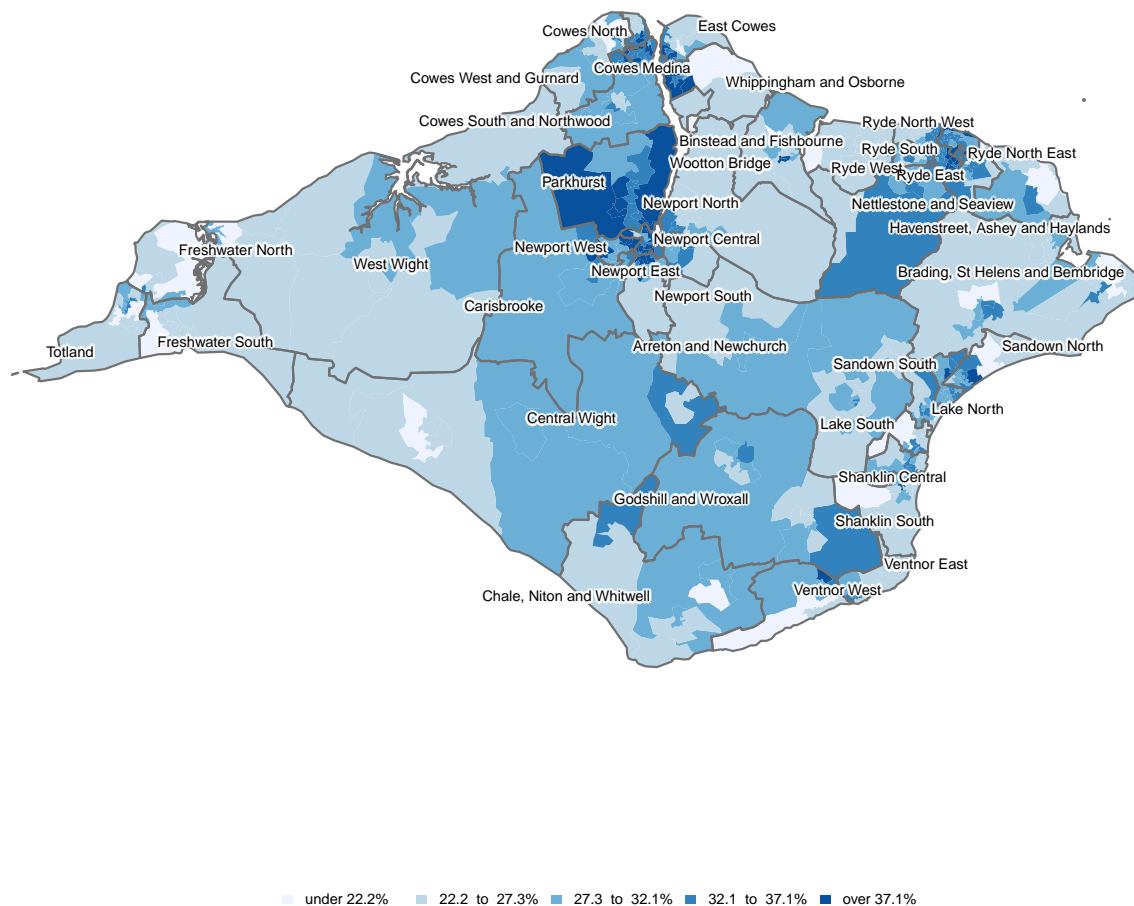 Cowes North
East Cowes
Cowes Medina
Cowes West and Gurnard
Whippingham and Osborne
Cowes South and Northwood
Ryde North West
Binstead and Fishbourne
Ryde South
Ryde North East
Wootton Bridge
Ryde West
Ryde East
Parkhurst
Newport North
Nettlestone and Seaview
Havenstreet, Ashey and Haylands
Newport Central
Newport West
Freshwater North
West Wight
Newport East
Brading, St Helens and Bembridge
Newport South
Carisbrooke
Freshwater South
Arreton and Newchurch
Sandown North
Totland
Sandown South
Lake North
Central Wight
Lake South
Shanklin Central
Godshill and Wroxall
Shanklin South
Ventnor East
Ventnor West
Chale, Niton and Whitwell
under 22.2% 22.2 to 27.3% 27.3 to 32.1% 32.1 to 37.1% over 37.1%